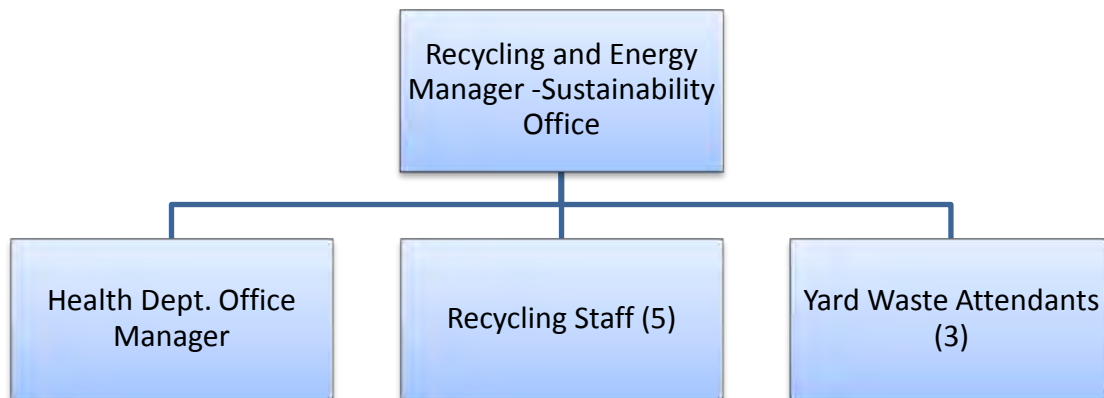 Recycling and Energy
Manager -Sustainability
Office
Health Dept. Office
Manager
Recycling Staff (5)
Yard Waste Attendants
(3)